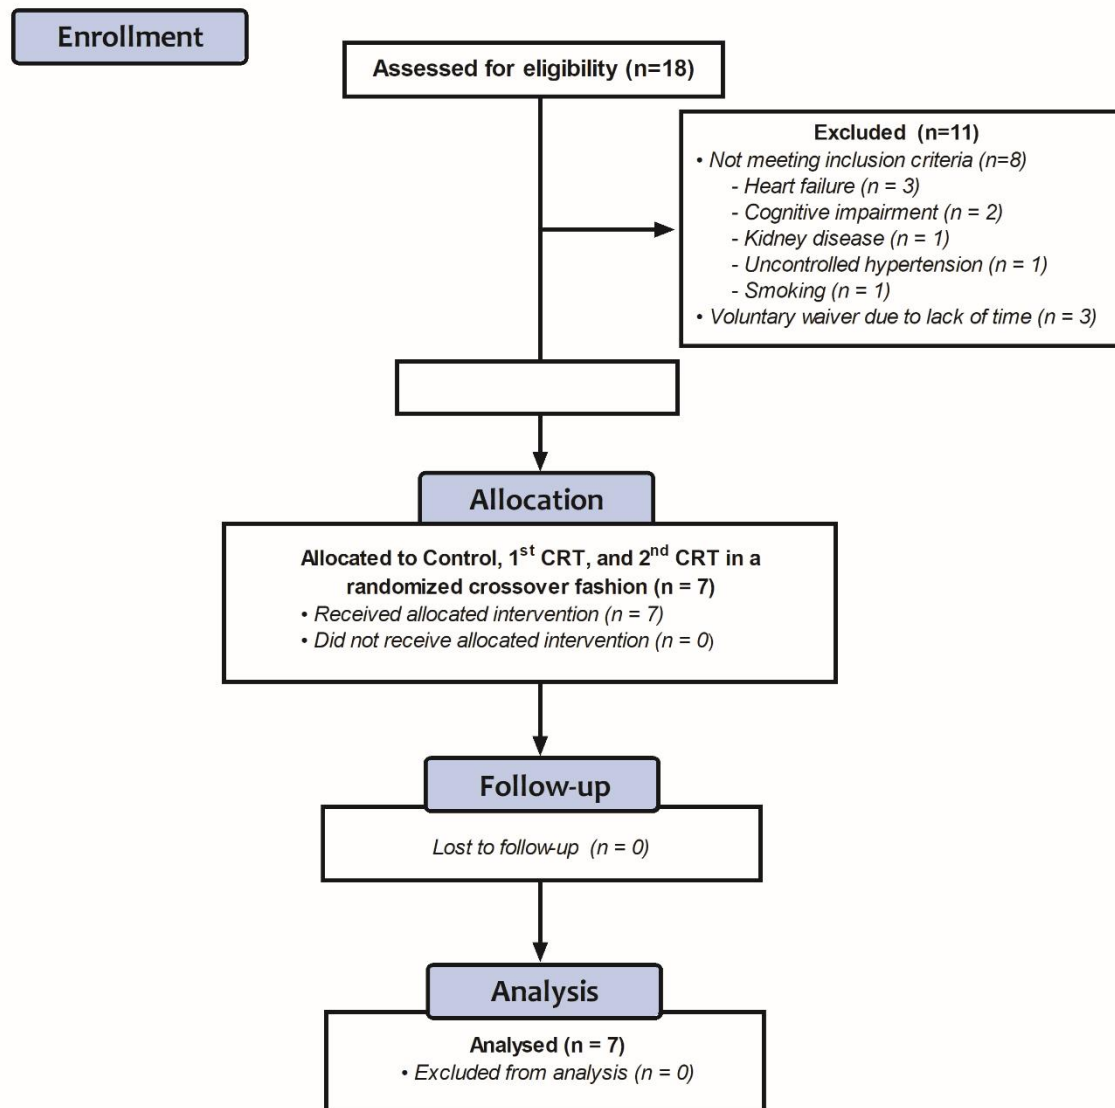 Enrollment
Assessed for eligibility (n=18)
Excluded (n=11)
• Not meeting inclusion criteria (n=8)
- Heart failure (n = 3)
- Cognitive impairment (n = 2)
- Kidney disease (n = 1)
- Uncontrolled hypertension (n = 1)
- Smoking (n = 1)
• Voluntary waiver due to lack of time (n = 3)
Allocation
Allocated to Control, 1st CRT, and 2nd CRT in a
randomized crossover fashion (n = 7)
• Received allocated intervention (n = 7)
• Did not receive allocated intervention (n = 0)
Follow-up
Lost to follow-up (n = 0)
Analysis
Analysed (n = 7)
• Excluded from analysis (n = 0)